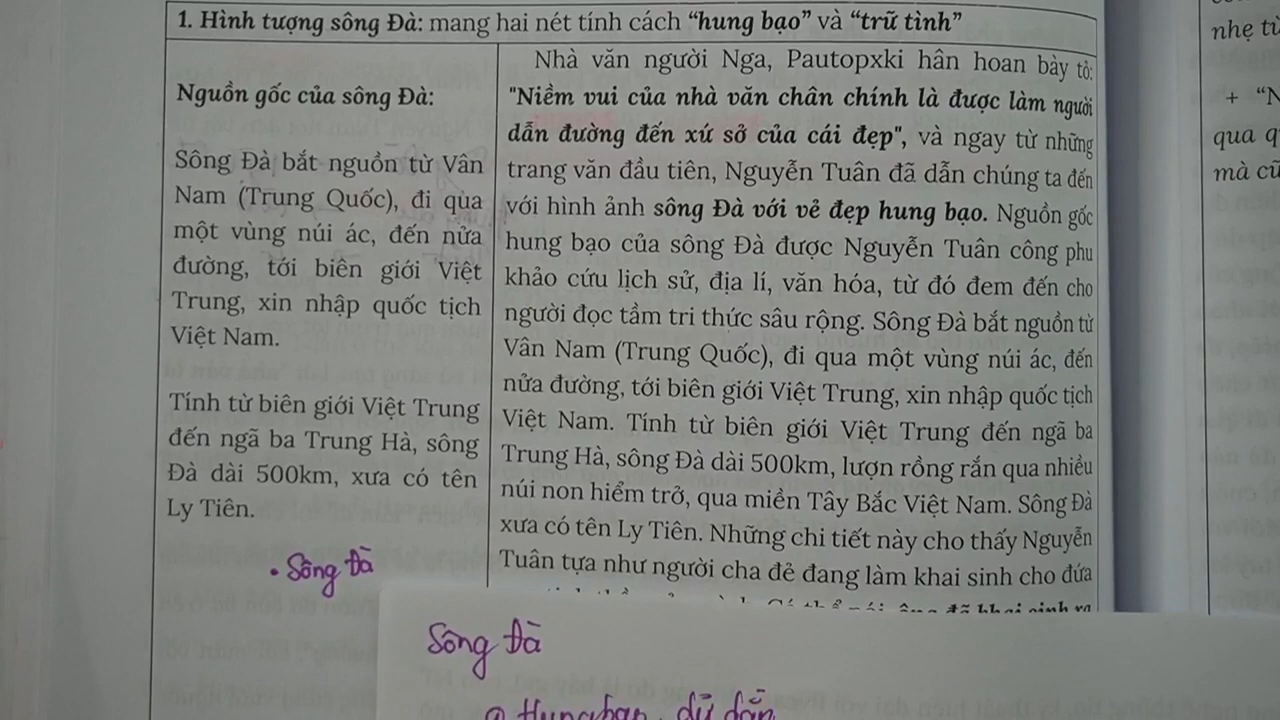 1. Hình tượng sông Đà: mang hai nét tính cách “hung bạo” và “trữ tình”
Nguồn gốc của sông Đà:
Sông Đà bắt nguồn từ Vân
Nam (Trung Quốc), đi qua
một vùng núi ác, đến nửa
đường, tới biên giới Việt
Trung, xin nhập quốc tịch
Việt Nam.
Tính từ biên giới Việt Trung
đến ngã ba Trung Hà, sông
Đà dài 500km, xưa có tên
Ly Tiên.
• Sông Đà
Nhà văn người Nga, Pautopxki hân hoan bày tỏ:
"Niềm vui của nhà văn chân chính là được làm người
dẫn đường đến xứ sở của cái đẹp", và ngay từ những
trang văn đầu tiên, Nguyễn Tuân đã dẫn chúng ta đến
với hình ảnh sông Đà với vẻ đẹp hung bạo. Nguồn gốc
hung bạo của sông Đà được Nguyễn Tuân công phu
khảo cứu lịch sử, địa lí, văn hóa, từ đó đem đến cho
người đọc tầm tri thức sâu rộng. Sông Đà bắt nguồn từ
Vân Nam (Trung Quốc), đi qua một vùng núi ác, đến
nửa đường, tới biên giới Việt Trung, xin nhập quốc tịch
Việt Nam. Tính từ biên giới Việt Trung đến ngã ba
Trung Hà, sông Đà dài 500km, lượn rồng rắn qua nhiều
núi non hiểm trở, qua miền Tây Bắc Việt Nam. Sông Đà
xưa có tên Ly Tiên. Những chi tiết này cho thấy Nguyễn
Tuân tựa như người cha đẻ đang làm khai sinh cho đứa
Sông Đà
Hung bạo, dữ dằn
nhẹ
+
qua
mà